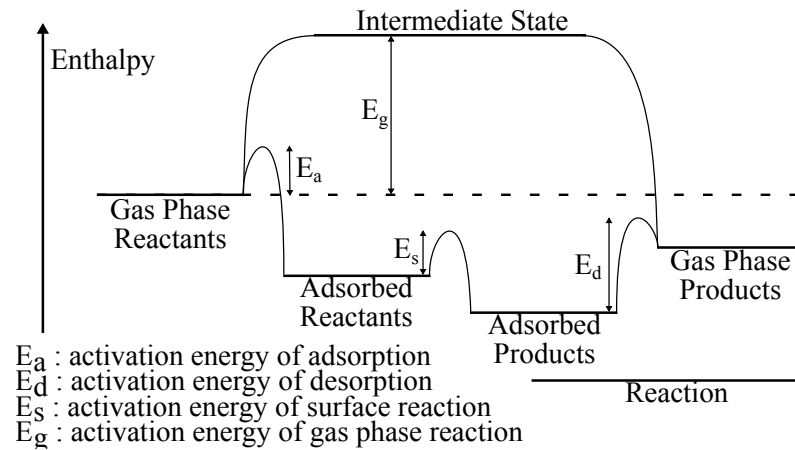 Intermediate State
Enthalpy
Eg
Ea
Gas Phase
Reactants
Es
Ed
Gas Phase
Products
Adsorbed
Reactants
Adsorbed
Products
Ea : activation energy of adsorption
Ed : activation energy of desorption
Es : activation energy of surface reaction
Eg : activation energy of gas phase reaction
Reaction